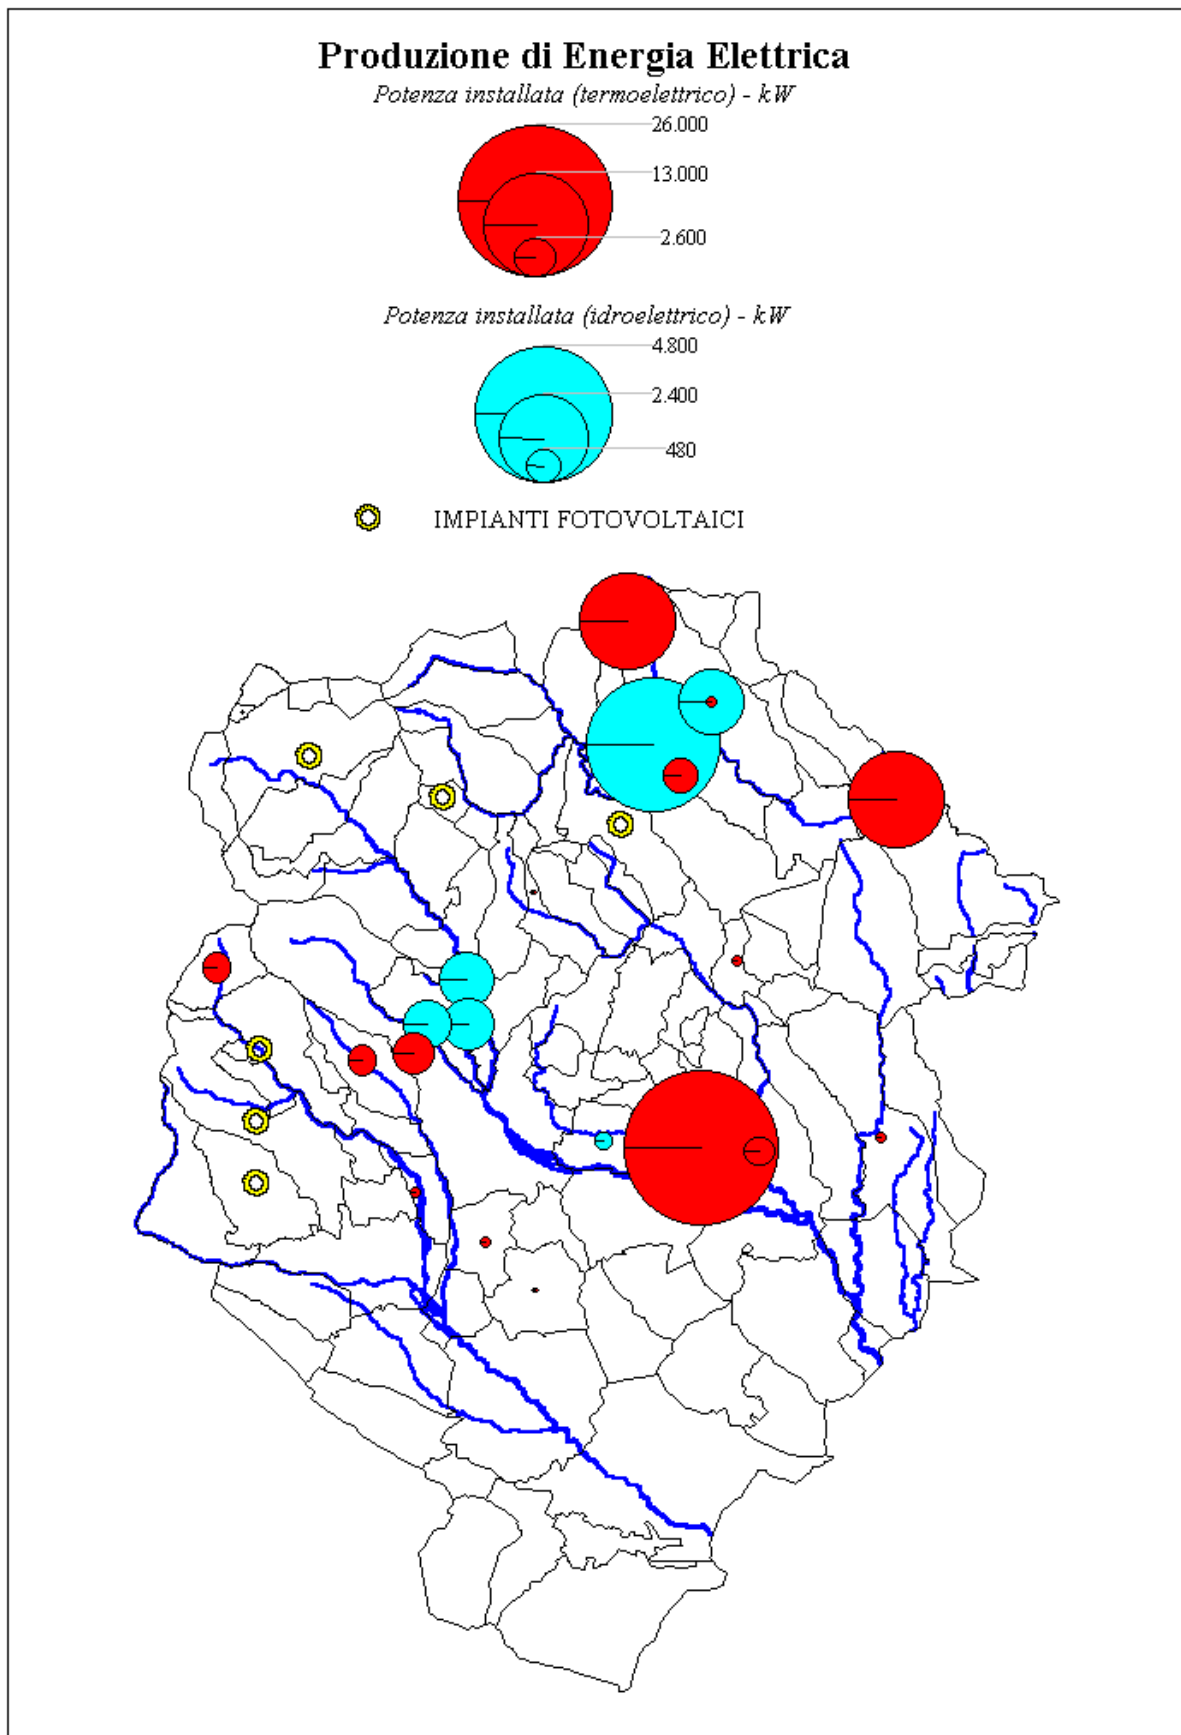 Produzione di Energia Elettrica
Potenza installata (termoelettrico) - kW
26.000
13.000
2.600
Potenza installata (idroelettrico) - kW
4.800
2.400
480
IMPIANTI FOTOVOLTAICI